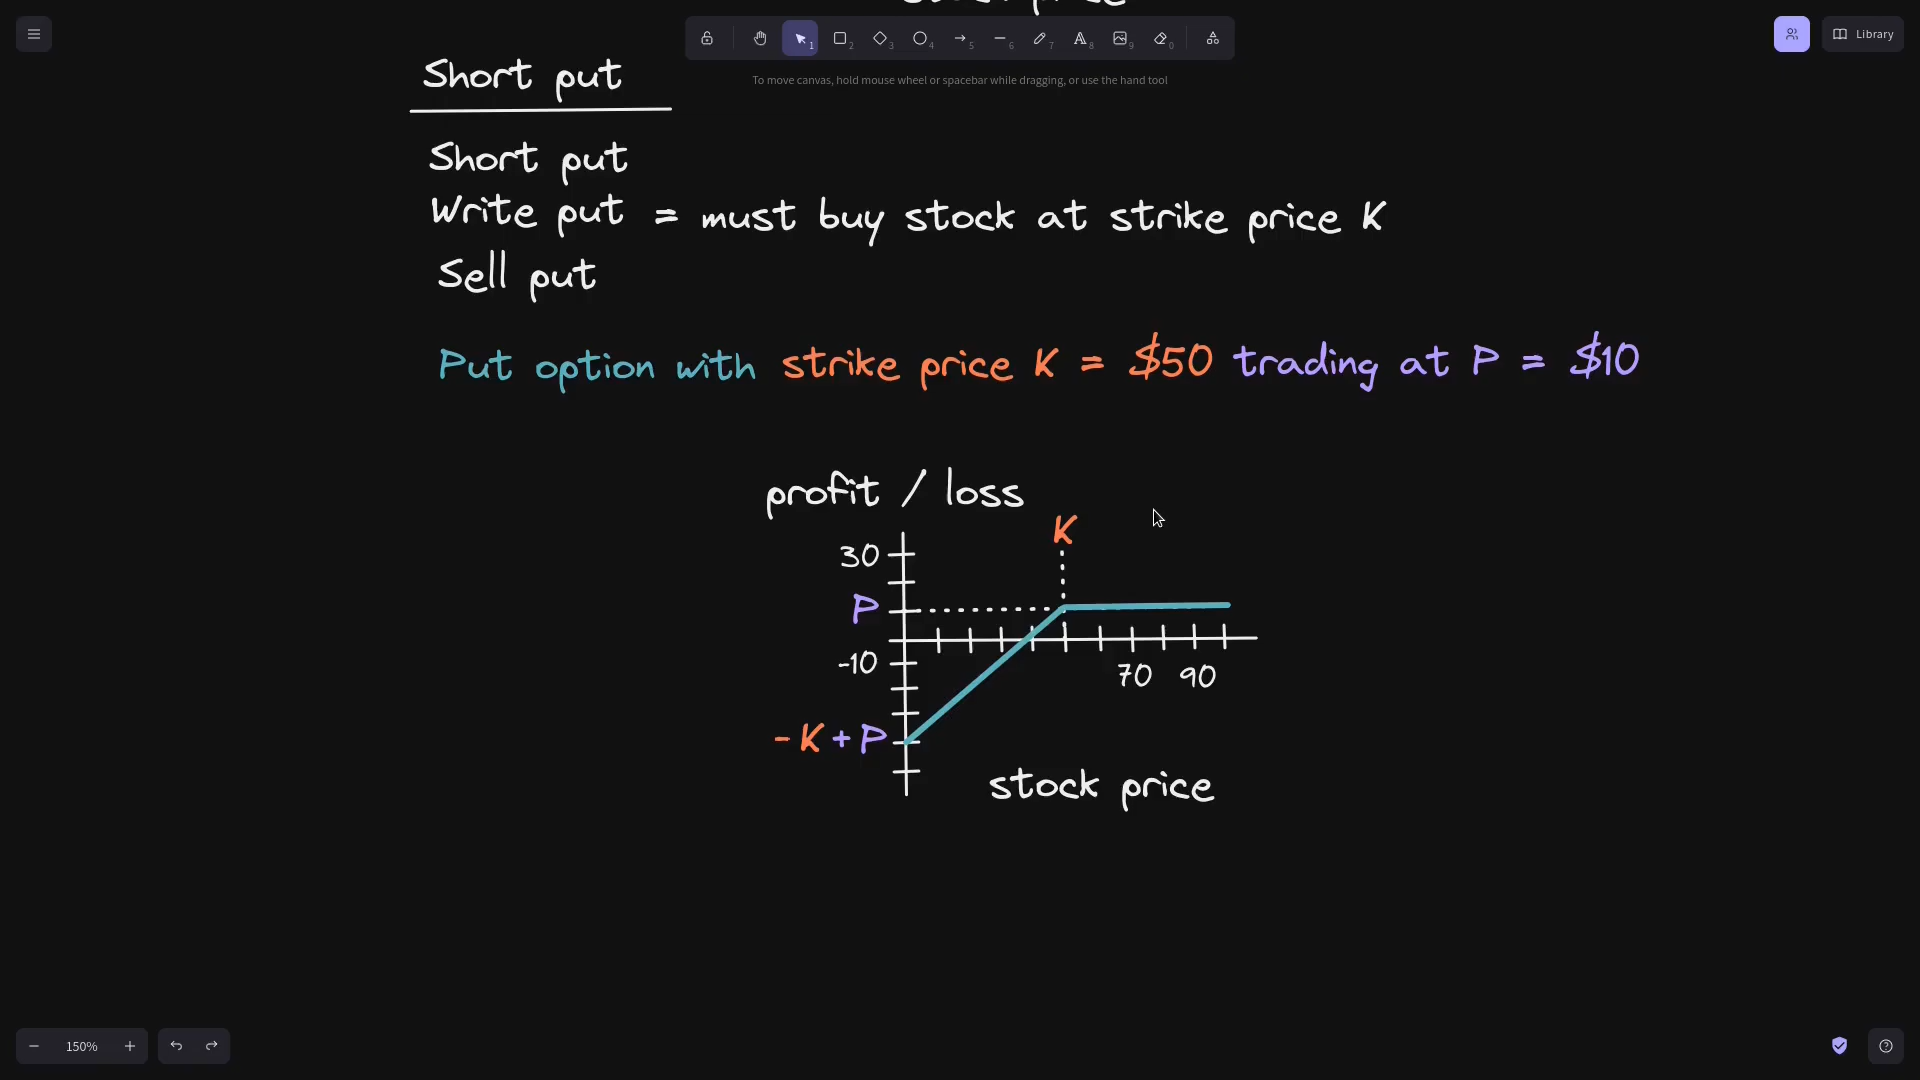 Library
To move canvas, hold mouse wheel or spacebar while dragging, or use the hand tool
Short put
Short put
Write put = must buy stock at strike price K
Sell put
Put option with strike price K = $50 trading at P = $10
profit / loss
K
30
P
-10
70 90
-K+P
stock price
150%